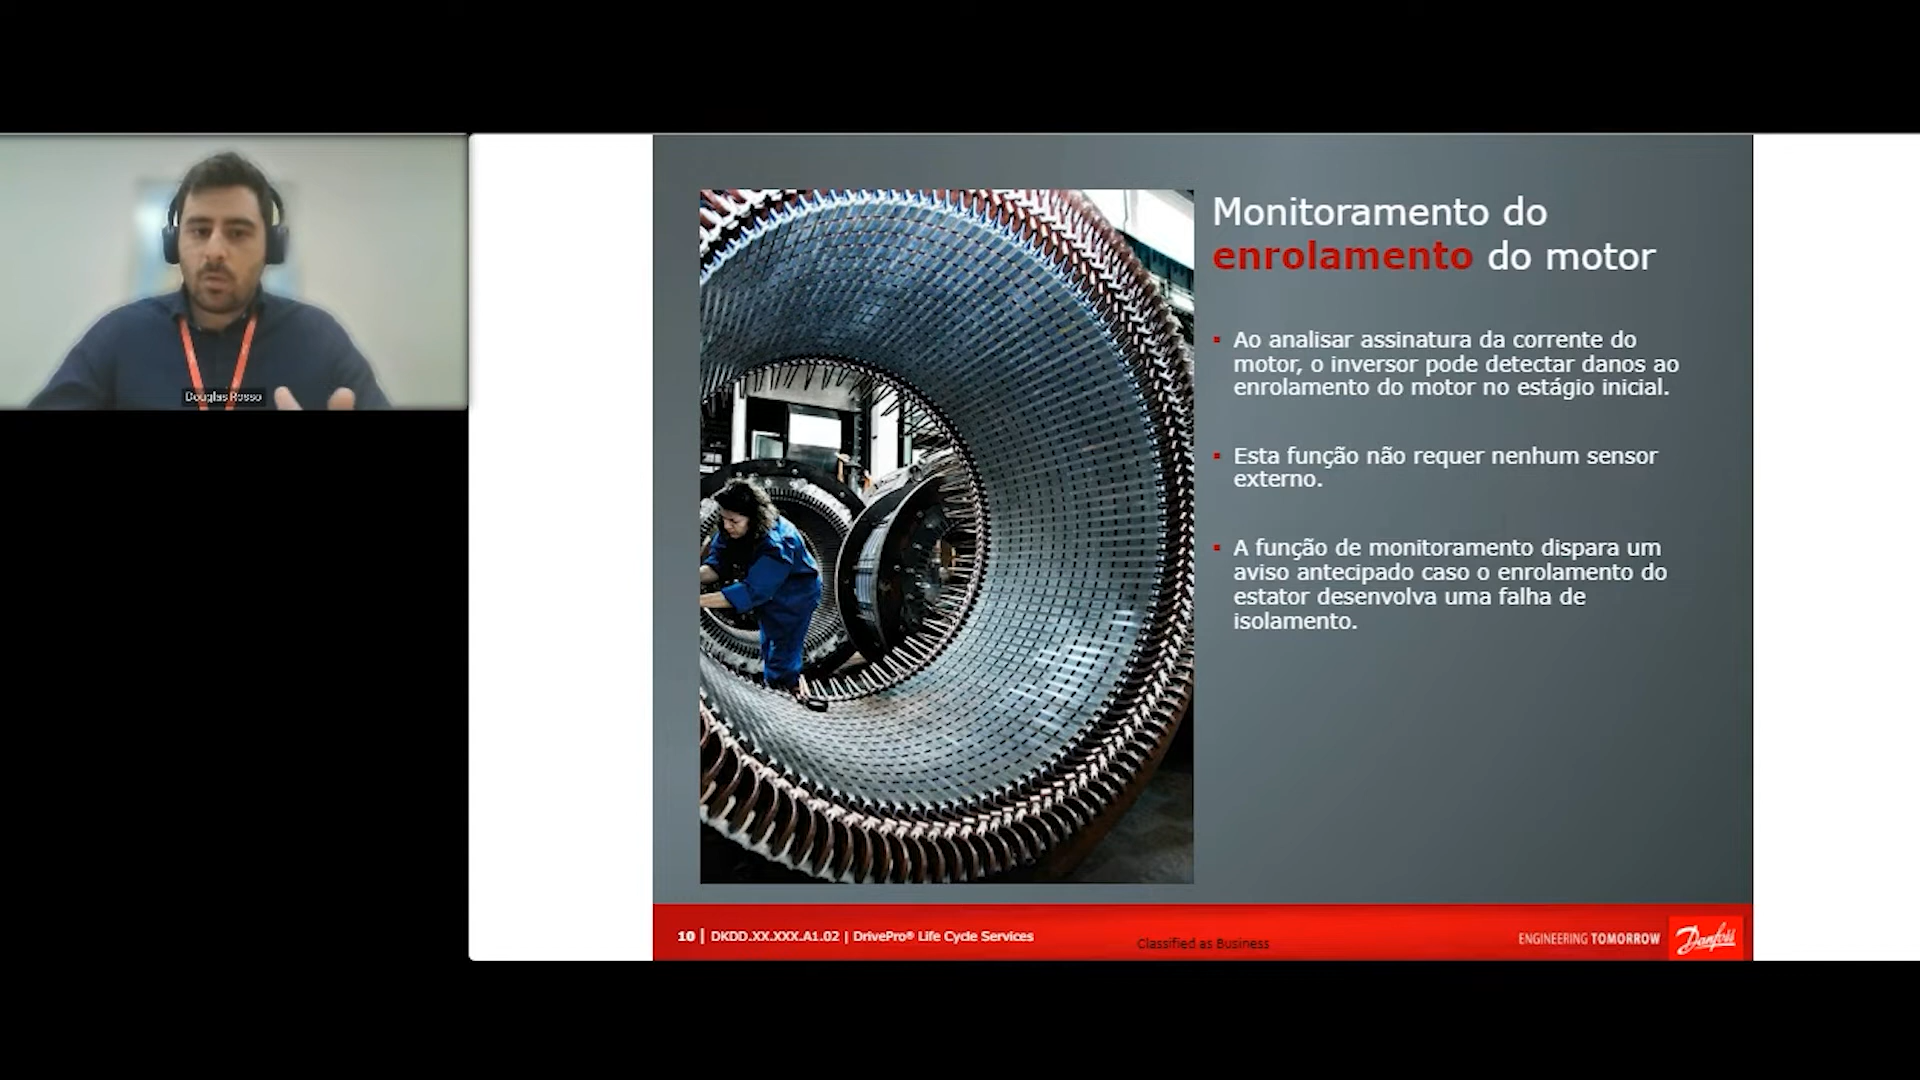 Douglas Rosso
Monitoramento do
enrolamento do motor
▪ Ao analisar assinatura da corrente do
motor, o inversor pode detectar danos ao
enrolamento do motor no estágio inicial.
▪ Esta função não requer nenhum sensor
externo.
▪ A função de monitoramento dispara um
aviso antecipado caso o enrolamento do
estator desenvolva uma falha de
isolamento.
10 | DKDD.XX.XXX.A1.02 | DrivePro® Life Cycle Services
Classified as Business
ENGINEERING TOMORROW
Danfoss